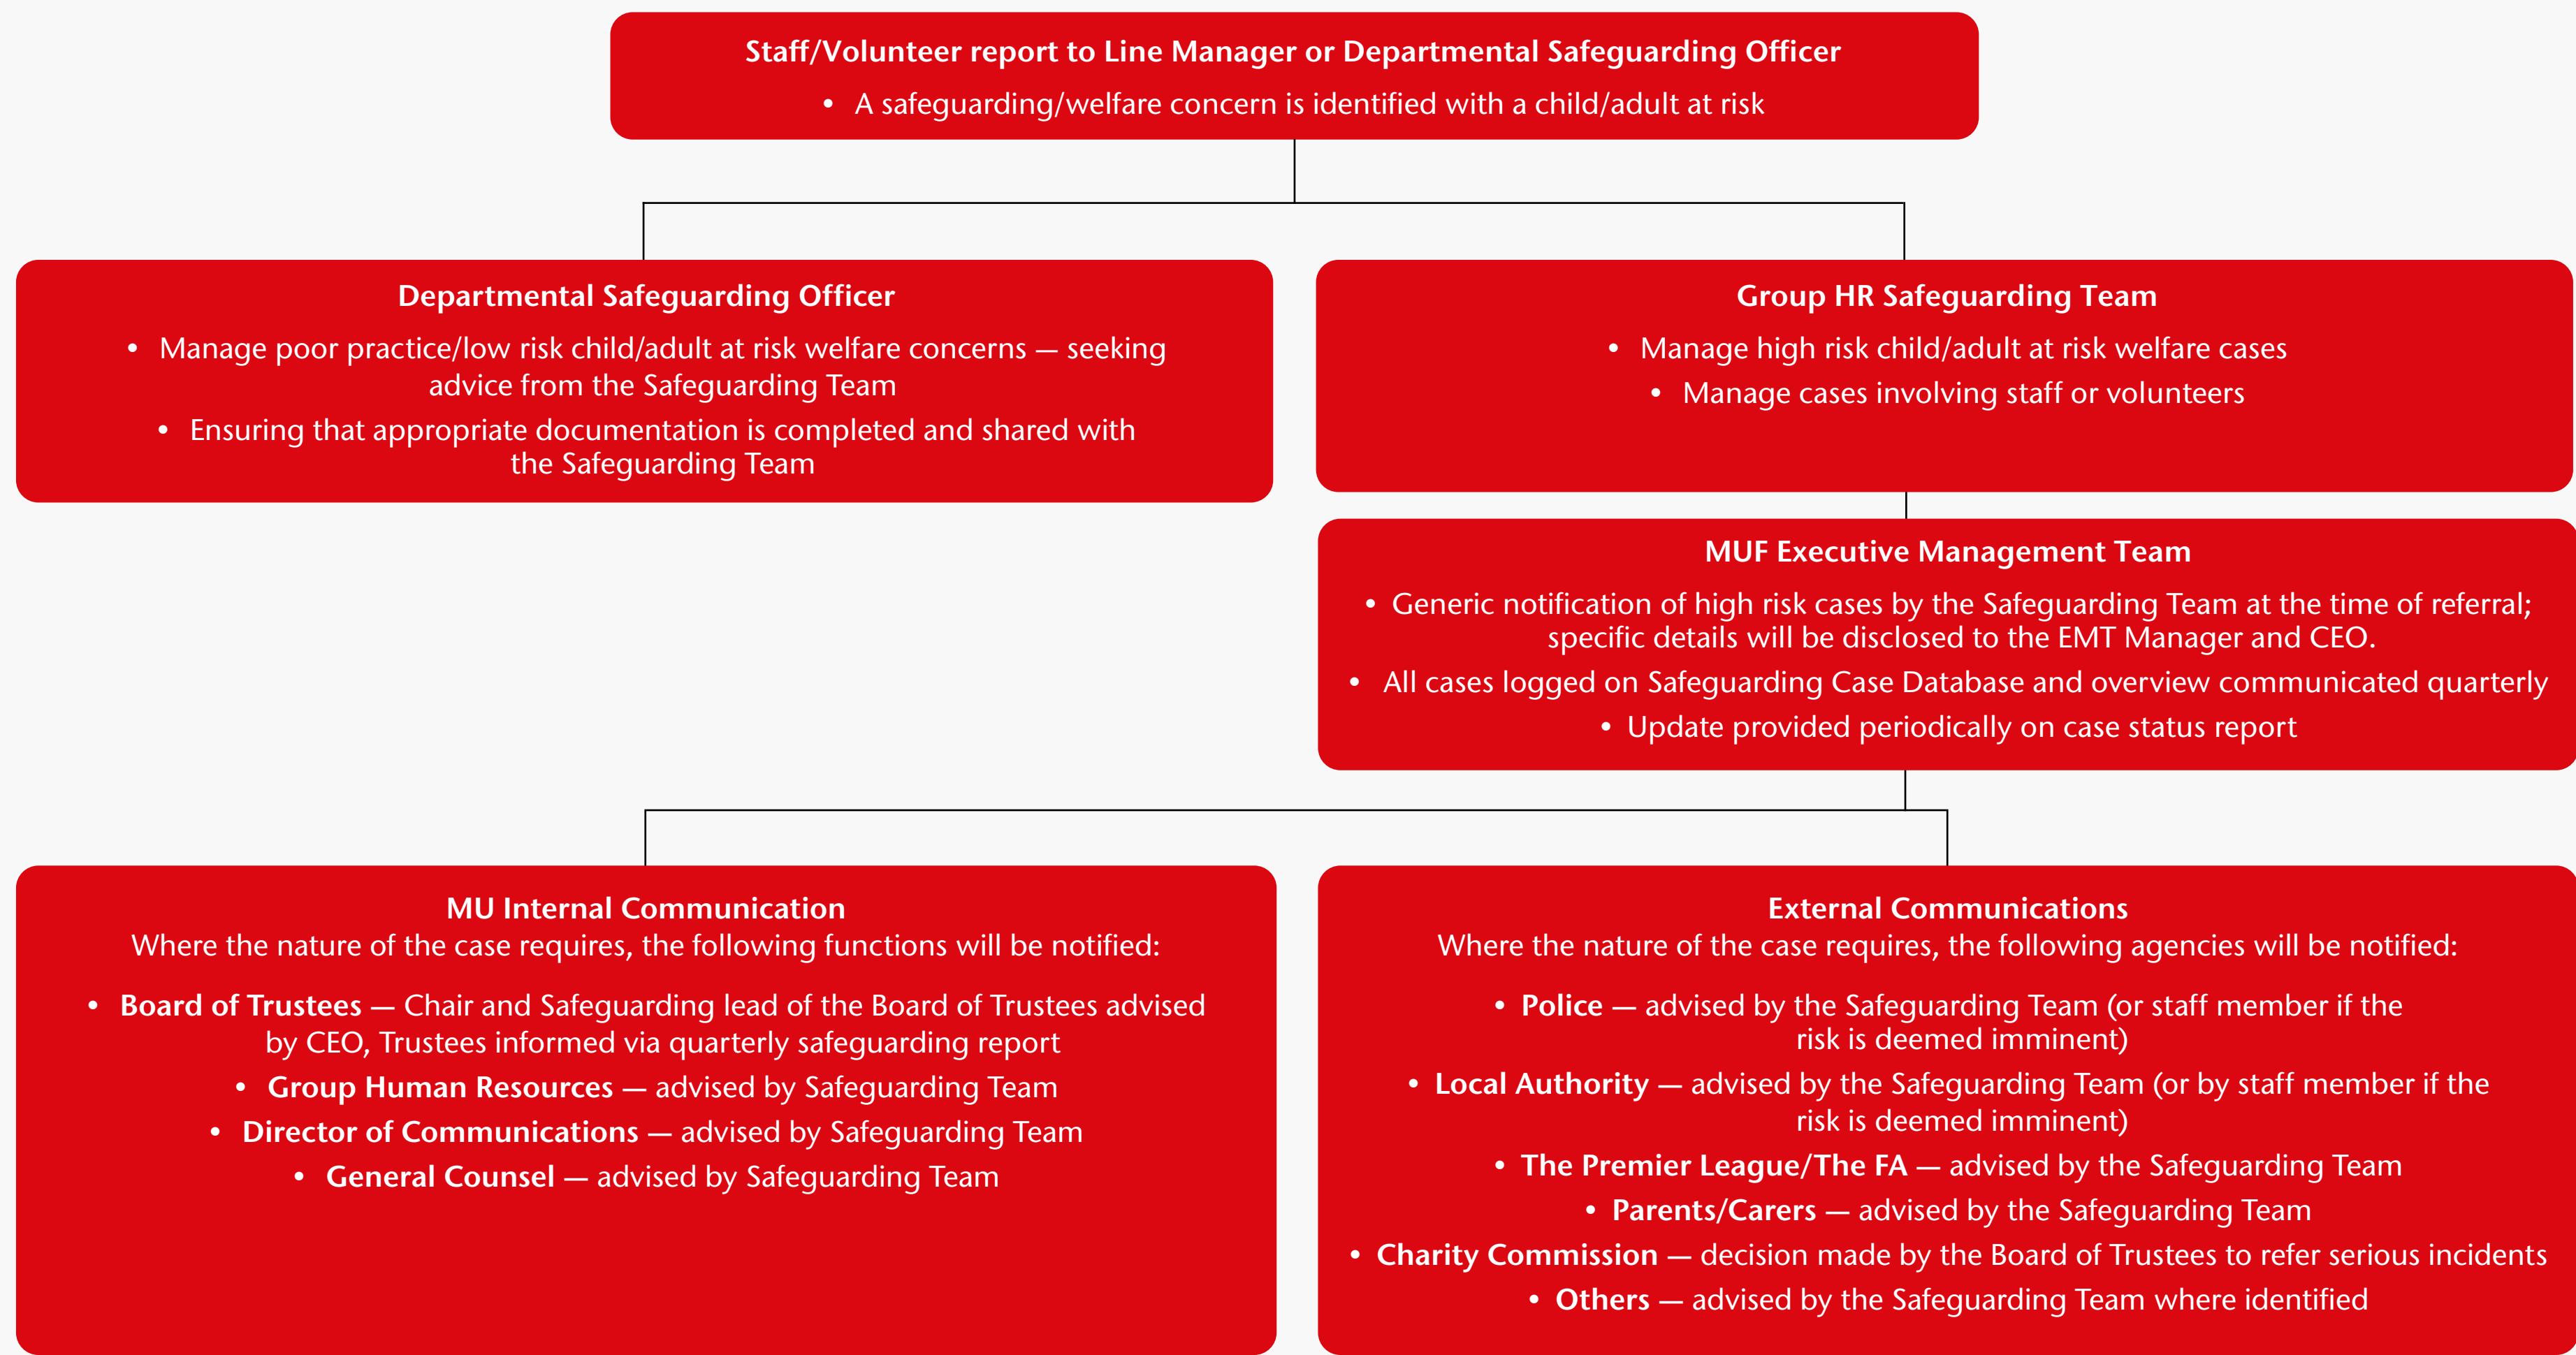 Staff/Volunteer report to Line Manager or Departmental Safeguarding Officer
• A safeguarding/welfare concern is identified with a child/adult at risk
Departmental Safeguarding Officer
• Manage poor practice/low risk child/adult at risk welfare concerns — seeking
advice from the Safeguarding Team
• Ensuring that appropriate documentation is completed and shared with
the Safeguarding Team
Group HR Safeguarding Team
• Manage high risk child/adult at risk welfare cases
• Manage cases involving staff or volunteers
MUF Executive Management Team
• Generic notification of high risk cases by the Safeguarding Team at the time of referral;
specific details will be disclosed to the EMT Manager and CEO.
• All cases logged on Safeguarding Case Database and overview communicated quarterly
• Update provided periodically on case status report
MU Internal Communication
Where the nature of the case requires, the following functions will be notified:
• Board of Trustees — Chair and Safeguarding lead of the Board of Trustees advised
by CEO, Trustees informed via quarterly safeguarding report
• Group Human Resources — advised by Safeguarding Team
• Director of Communications — advised by Safeguarding Team
• General Counsel — advised by Safeguarding Team
External Communications
Where the nature of the case requires, the following agencies will be notified:
• Police — advised by the Safeguarding Team (or staff member if the
risk is deemed imminent)
• Local Authority — advised by the Safeguarding Team (or by staff member if the
risk is deemed imminent)
• The Premier League/The FA — advised by the Safeguarding Team
• Parents/Carers — advised by the Safeguarding Team
• Charity Commission — decision made by the Board of Trustees to refer serious incidents
• Others — advised by the Safeguarding Team where identified